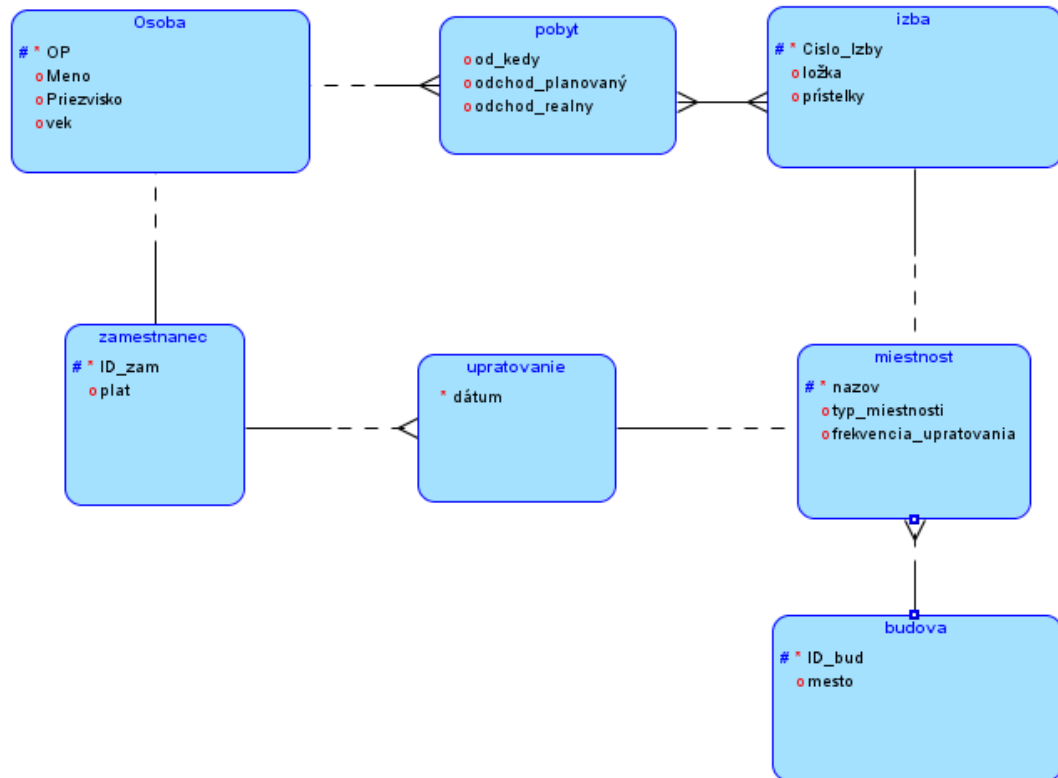 Osoba
# * OP
o Meno
o Priezvisko
o vek
pobyt
o od_kedy
o odchod_planovaný
o odchod_realny
izba
# * Cislo_Izby
o ložka
o prístelky
zamestnanec
# * ID_zam
o plat
upratovanie
* dátum
miestnost
# * nazov
o typ_miestnosti
o frekvencia_upratovania
budova
# * ID_bud
o mesto